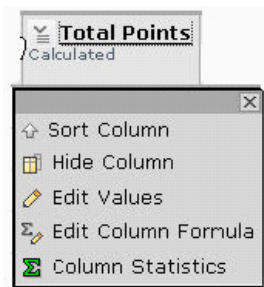 Total Points
Calculated
Sort Column
Hide Column
Edit Values
Edit Column Formula
Column Statistics